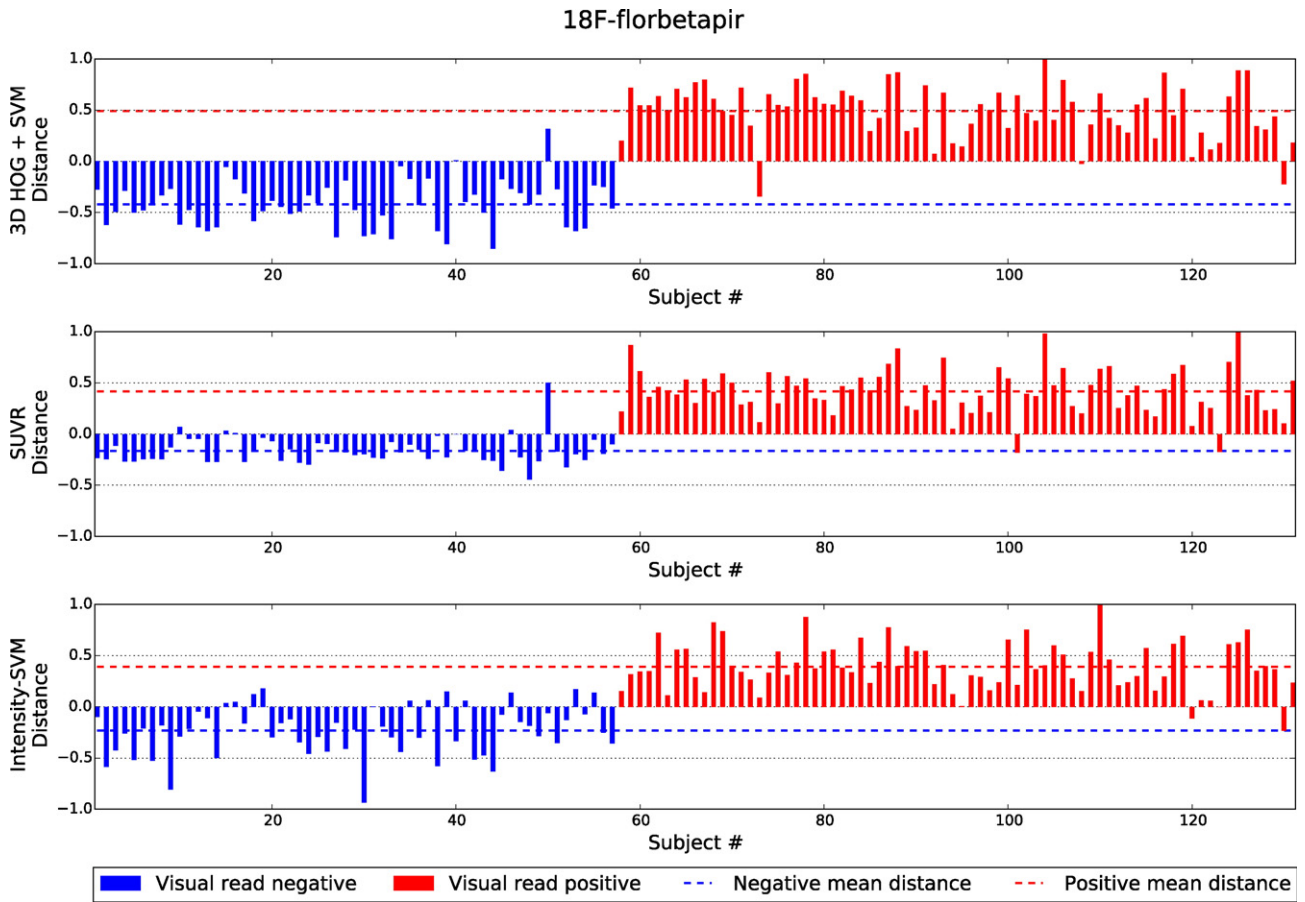 18F-florbetapir
3D HOG + SVM
Distance
1.0
0.5
0.0
−0.5
−1.0
20 40 60 80 100 120
Subject #
SUVR
Distance
1.0
0.5
0.0
−0.5
−1.0
20 40 60 80 100 120
Subject #
Intensity-SVM
Distance
1.0
0.5
0.0
−0.5
−1.0
20 40 60 80 100 120
Subject #
Visual read negative Visual read positive Negative mean distance Positive mean distance